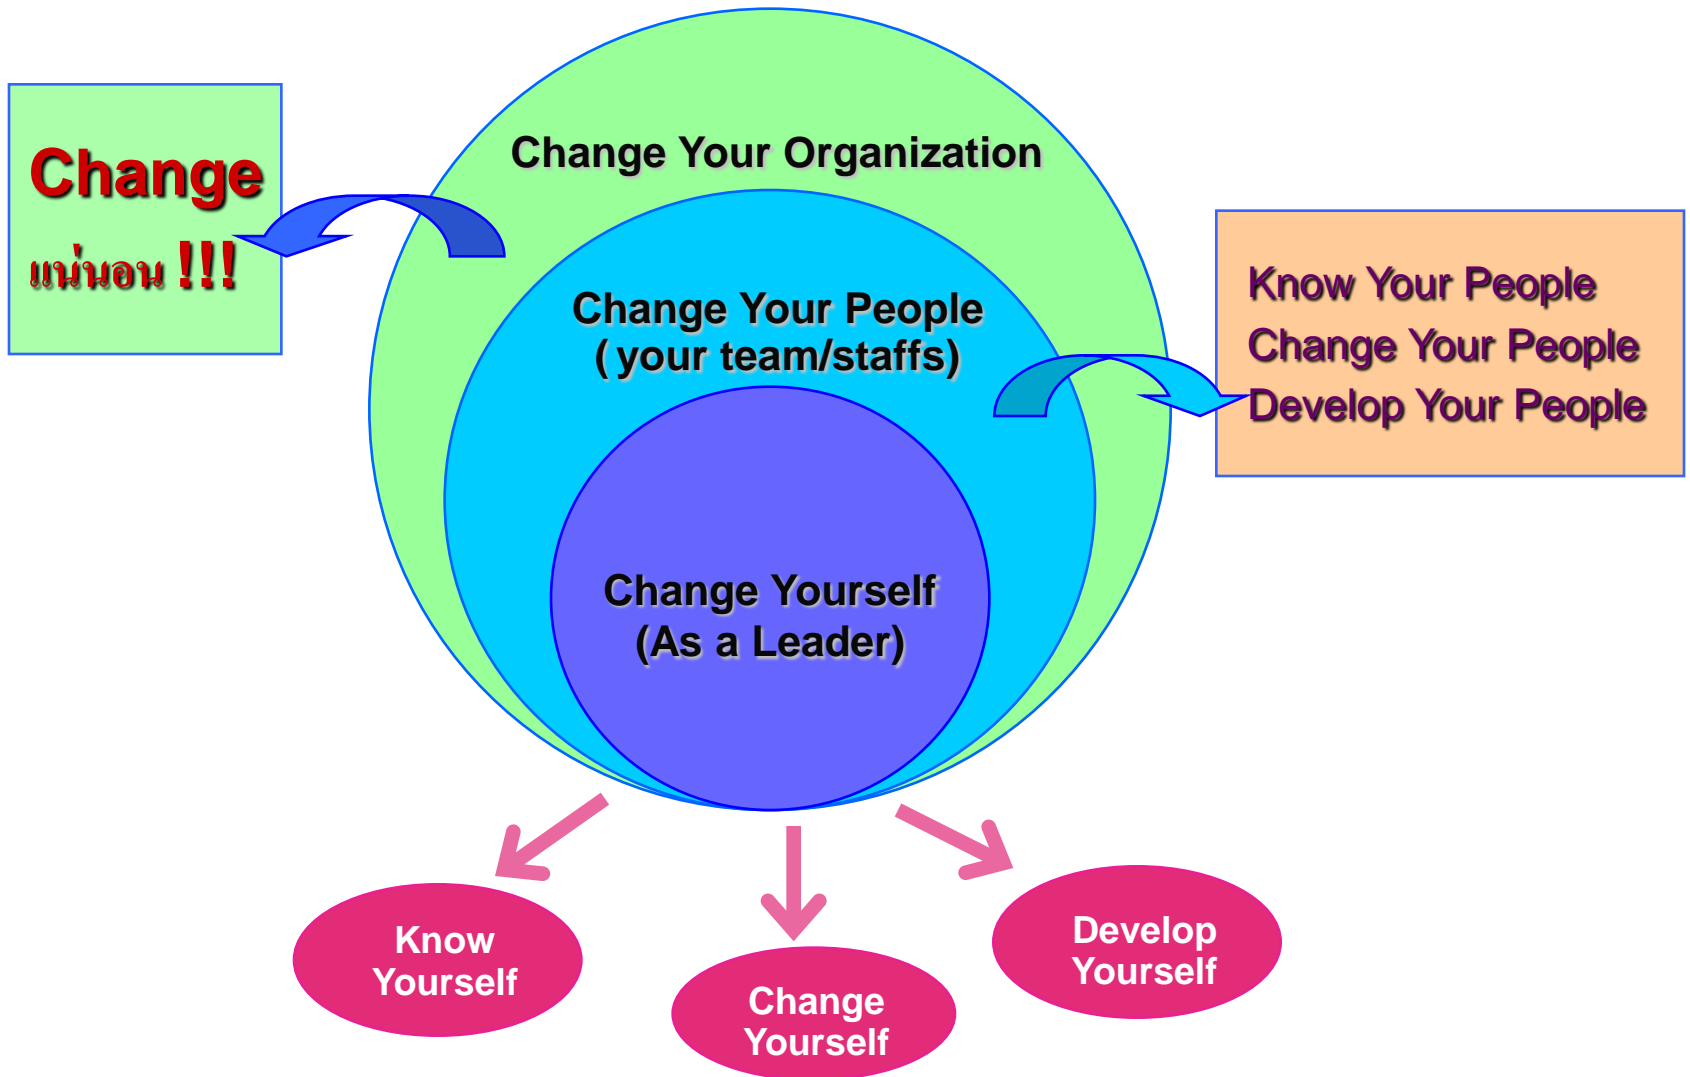 Change Your Organization
Change
แน่นอน !!!
Change Your People
( your team/staffs)
Know Your People
Change Your People
Develop Your People
Change Yourself
(As a Leader)
Know
Yourself
Change
Yourself
Develop
Yourself